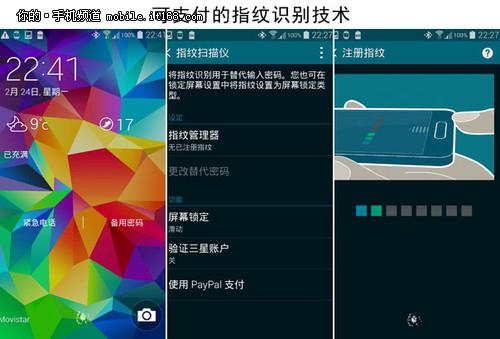 你的·手机频道 mobile.it168.com
可支付的指纹识别技术
100%
22:41
2月24日, 星期一
9℃
17
已充满
紧急电话
备用密码
Movistar
100% 22:27
指纹扫描仪
将指纹识别用于替代输入密码。您也可在
锁定屏幕设置中将指纹设置为屏幕锁定类
型。
设定
指纹管理器
无已注册指纹
更改替代密码
功能
屏幕锁定
滑动
验证三星账户
关
使用 PayPal 支付
100% 22:27
注册指纹
?